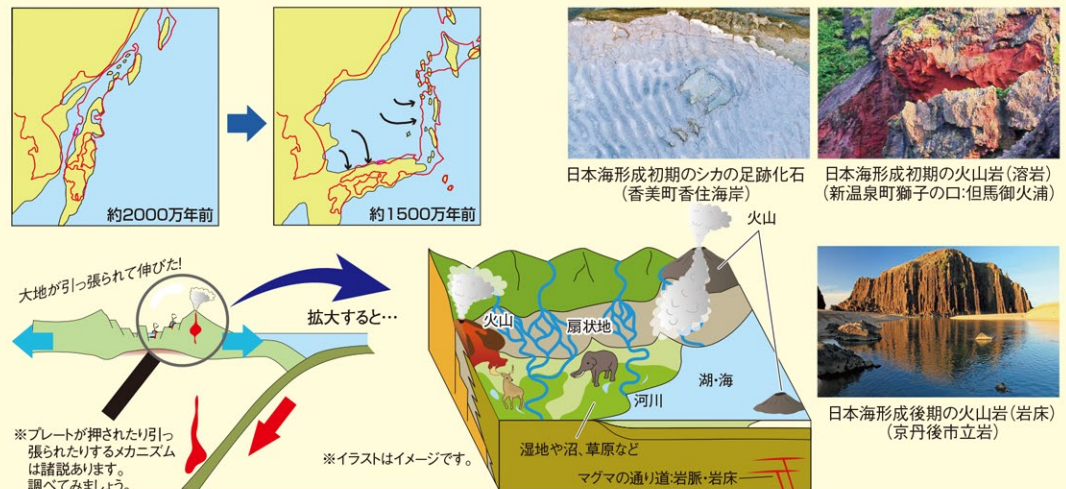 約2000万年前
約1500万年前
日本海形成初期のシカの足跡化石
(香美町香住海岸)
日本海形成初期の火山岩(溶岩)
(新温泉町獅子の口:但馬御火浦)
大地が引っ張られて伸びた!
拡大すると…
※プレートが押されたり引っ
張られたりするメカニズム
は諸説あります。
調べてみましょう。
※イラストはイメージです。
火山
火山
扇状地
湖・海
河川
湿地や沼、草原など
マグマの通り道:岩脈・岩床
日本海形成後期の火山岩(岩床)
(京丹後市立岩)